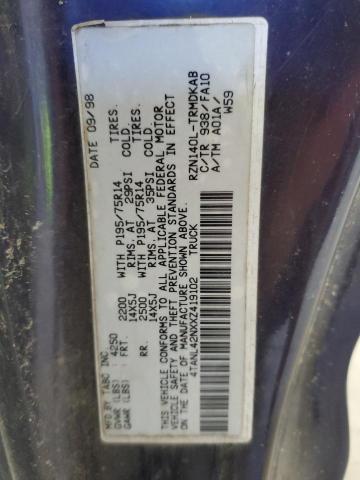 MFD BY TABC INC DATE 09/98
GVWR (LBS) 4250
GAWR (LBS) FRT. 2200 WITH P195/75R14 TIRES.
14X5J RIMS. AT 29PSI COLD.
RR. 2500 WITH P195/75R14 TIRES.
14X5J RIMS. AT 35PSI COLD.
THIS VEHICLE CONFORMS TO ALL APPLICABLE FEDERAL MOTOR
VEHICLE SAFETY AND THEFT PREVENTION STANDARDS IN EFFECT
ON THE DATE OF MANUFACTURE SHOWN ABOVE.
4TANL42NXXZ419102 TRUCK
RZN140L-TRMDKAB
C/TR 938/FA10
A/TM A01A/
W59